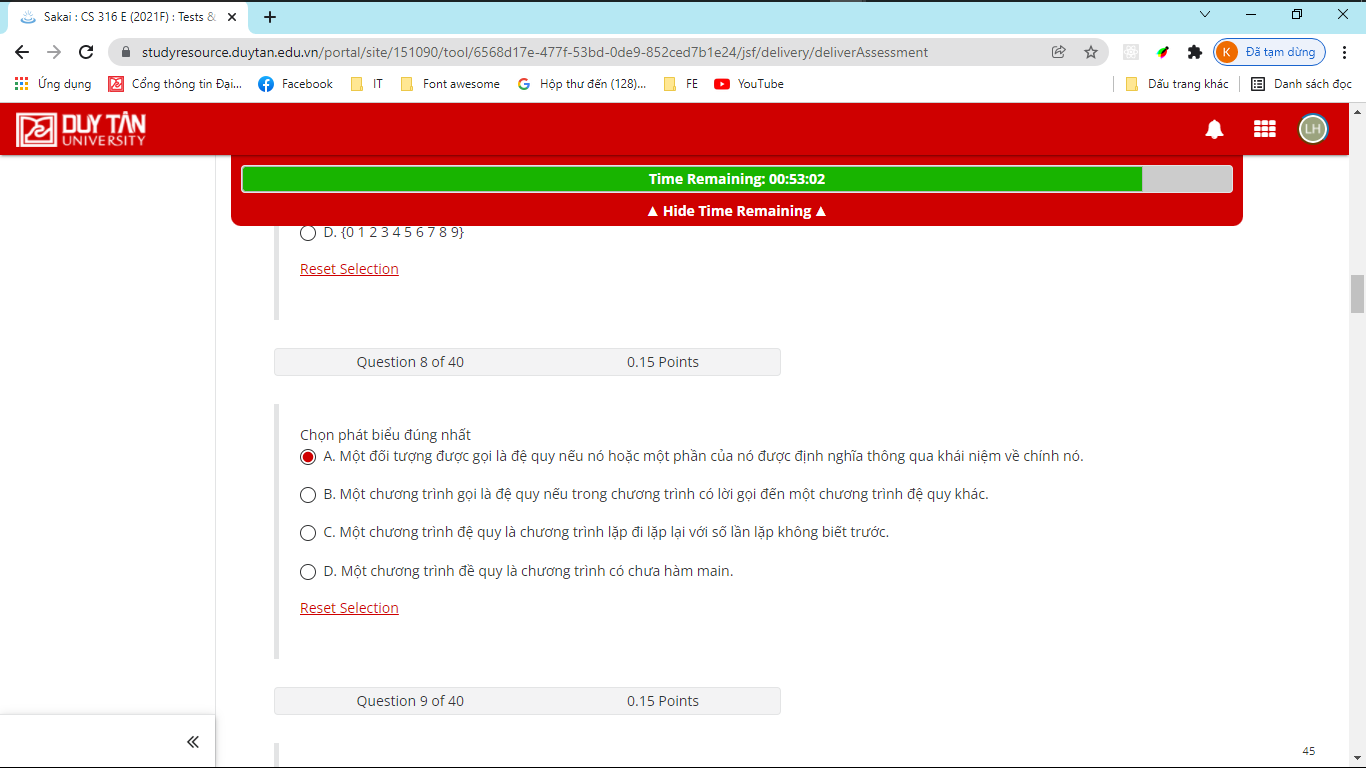 Sakai : CS 316 E (2021F) : Tests &
studyresource.duytan.edu.vn/portal/site/151090/tool/6568d17e-477f-53bd-0de9-852ced7b1e24/jsf/delivery/deliverAssessment
K Đã tạm dừng
Ứng dụng Cổng thông tin Đại... Facebook IT Font awesome Hộp thư đến (128)... FE YouTube Dấu trang khác Danh sách đọc
DUY TÂN
UNIVERSITY
LH
Time Remaining: 00:53:02
▲ Hide Time Remaining ▲
D. {0 1 2 3 4 5 6 7 8 9}
Reset Selection
Question 8 of 40 0.15 Points
Chọn phát biểu đúng nhất
A. Một đối tượng được gọi là đệ quy nếu nó hoặc một phần của nó được định nghĩa thông qua khái niệm về chính nó.
B. Một chương trình gọi là đệ quy nếu trong chương trình có lời gọi đến một chương trình đệ quy khác.
C. Một chương trình đệ quy là chương trình lặp đi lặp lại với số lần lặp không biết trước.
D. Một chương trình đề quy là chương trình có chưa hàm main.
Reset Selection
Question 9 of 40 0.15 Points
45